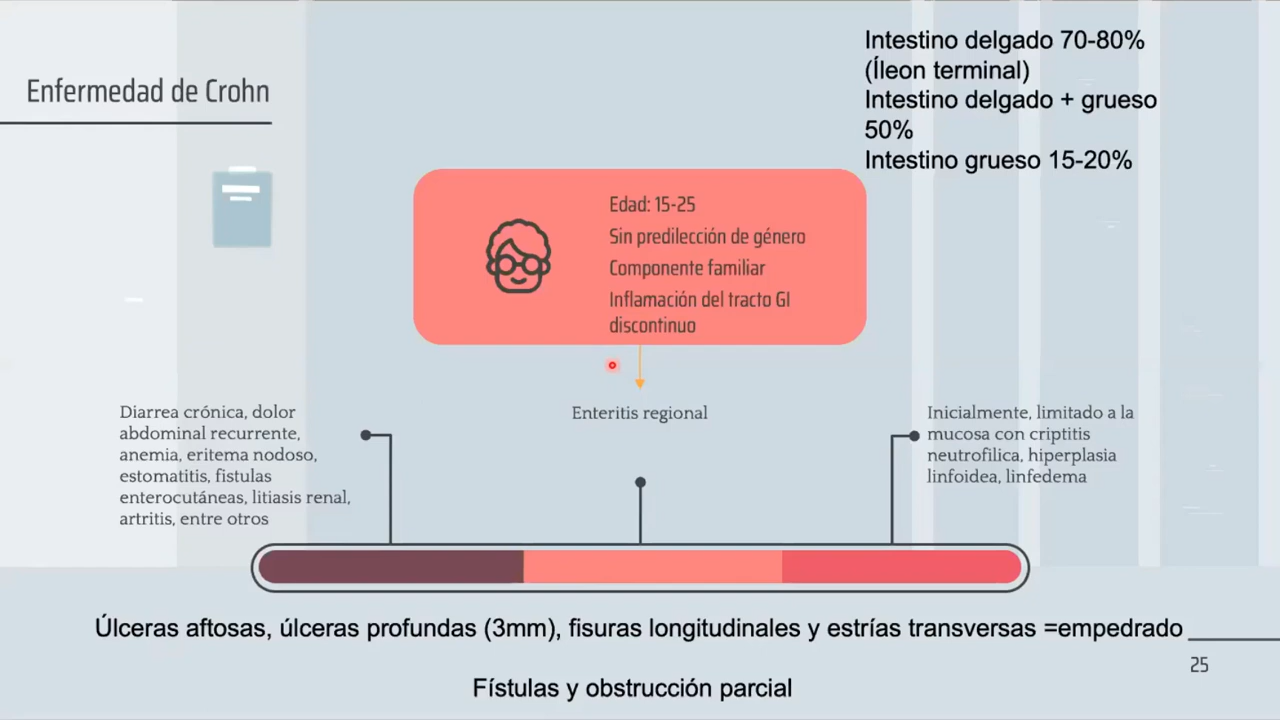 Enfermedad de Crohn
Intestino delgado 70-80%
(Íleon terminal)
Intestino delgado + grueso
50%
Intestino grueso 15-20%
Edad: 15-25
Sin predilección de género
Componente familiar
Inflamación del tracto GI
discontinuo
Diarrea crónica, dolor
abdominal recurrente,
anemia, eritema nodoso,
estomatitis, fistulas
enterocutáneas, litiasis renal,
artritis, entre otros
Enteritis regional
Inicialmente, limitado a la
mucosa con criptitis
neutrofilica, hiperplasia
linfoidea, linfedema
Úlceras aftosas, úlceras profundas (3mm), fisuras longitudinales y estrías transversas =empedrado
Fístulas y obstrucción parcial
25